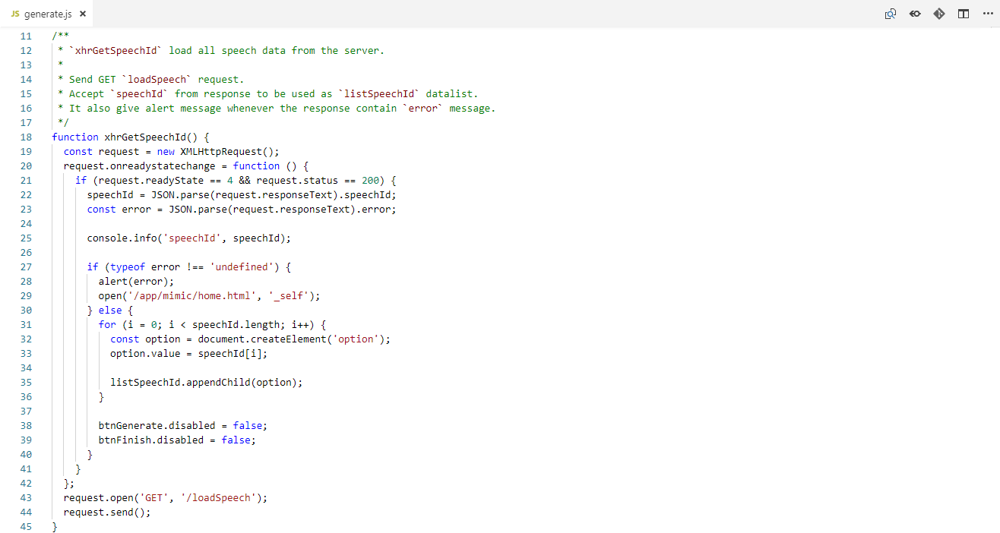 JS generate.js ×
11 /**
12  * `xhrGetSpeechId` load all speech data from the server.
13  *
14  * Send GET `loadSpeech` request.
15  * Accept `speechId` from response to be used as `listSpeechId` datalist.
16  * It also give alert message whenever the response contain `error` message.
17  */
18 function xhrGetSpeechId() {
19   const request = new XMLHttpRequest();
20   request.onreadystatechange = function () {
21     if (request.readyState == 4 && request.status == 200) {
22       speechId = JSON.parse(request.responseText).speechId;
23       const error = JSON.parse(request.responseText).error;
24
25       console.info('speechId', speechId);
26
27       if (typeof error !== 'undefined') {
28         alert(error);
29         open('/app/mimic/home.html', '_self');
30       } else {
31         for (i = 0; i < speechId.length; i++) {
32           const option = document.createElement('option');
33           option.value = speechId[i];
34
35           listSpeechId.appendChild(option);
36         }
37
38         btnGenerate.disabled = false;
39         btnFinish.disabled = false;
40       }
41     }
42   };
43   request.open('GET', '/loadSpeech');
44   request.send();
45 }